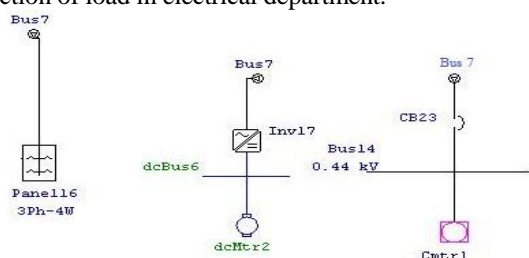 ction of load in electrical department.
Bus7
Panel16
3Ph-4W
Bus7
Inv17
dcBus6
dcMtr2
Bus 7
CB23
Bus14
0.44 kV
Cmtr1